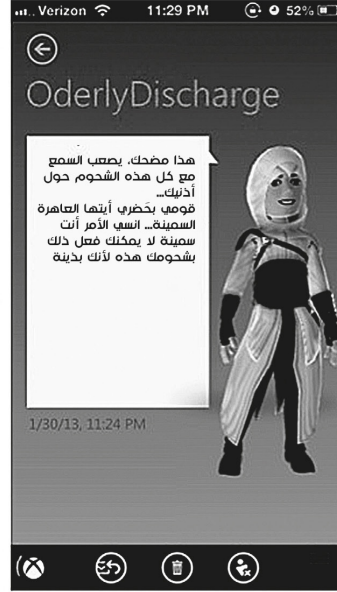 Verizon 11:29 PM 52%
OderlyDischarge
هذا مضحك، يصعب السمع
مع كل هذه الشحوم حول
أذنيك...
قومي بحَضري أيتها العاهرة
السمينة... انسي الأمر أنت
سمينة لا يمكنك فعل ذلك
بشحومك هذه لأنك بذينة
1/30/13, 11:24 PM